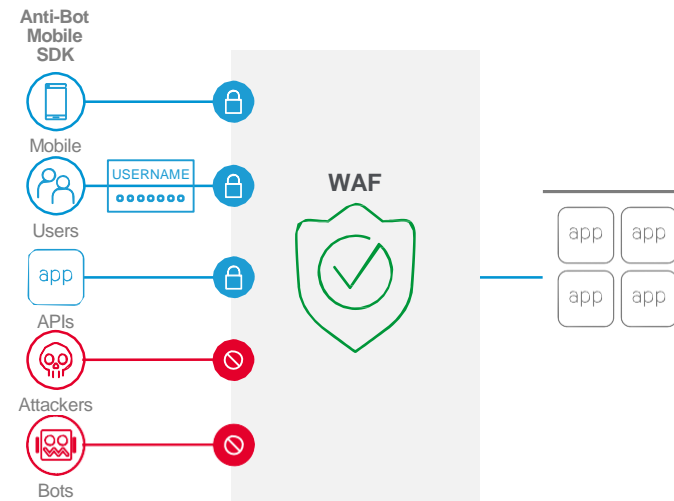 Anti-Bot
Mobile
SDK
Mobile
USERNAME
Users
app
APIs
Attackers
Bots
WAF
app app
app app